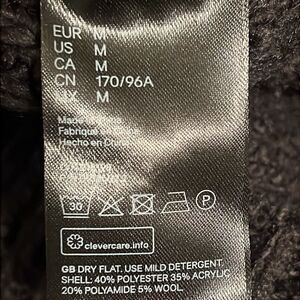 EUR M
US M
CA M
CN 170/96A
MX M
Made in China
Fabriqué en Chine
Hecho en China
30 P
clevercare.info
GB DRY FLAT. USE MILD DETERGENT.
SHELL: 40% POLYESTER 35% ACRYLIC
20% POLYAMIDE 5% WOOL.